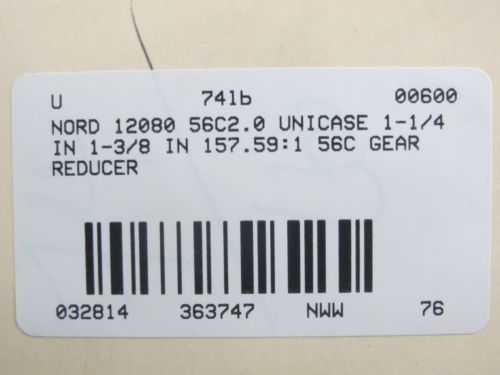 U 741b 00600
NORD 12080 56C2.0 UNICASE 1-1/4
IN 1-3/8 IN 157.59:1 56C GEAR
REDUCER
032814 363747 NWW 76